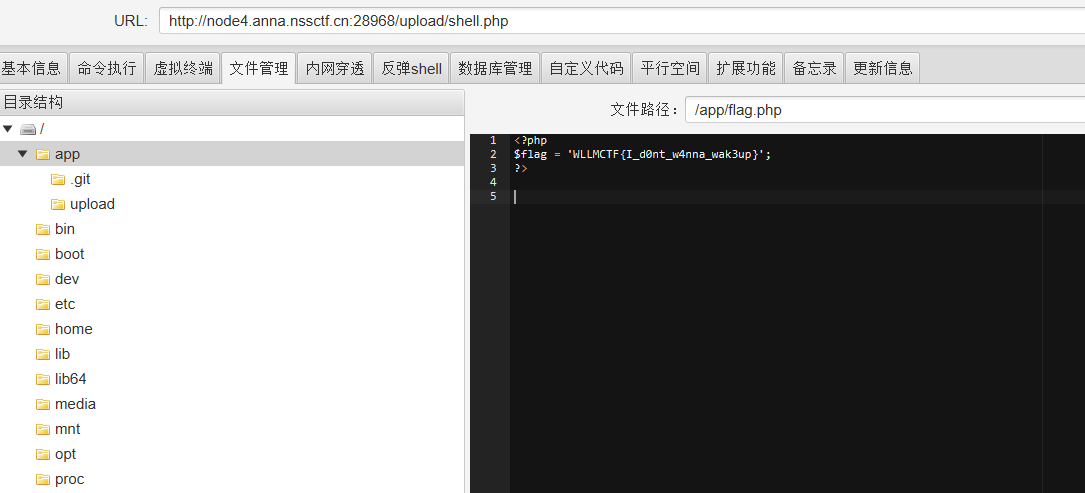 URL: http://node4.anna.nssctf.cn:28968/upload/shell.php
基本信息 命令执行 虚拟终端 文件管理 内网穿透 反弹shell 数据库管理 自定义代码 平行空间 扩展功能 备忘录 更新信息
目录结构
/
app
.git
upload
bin
boot
dev
etc
home
lib
lib64
media
mnt
opt
proc
文件路径： /app/flag.php
1 <?php
2 $flag = 'WLLMCTF{I_d0nt_w4nna_wak3up}';
3 ?>
4
5